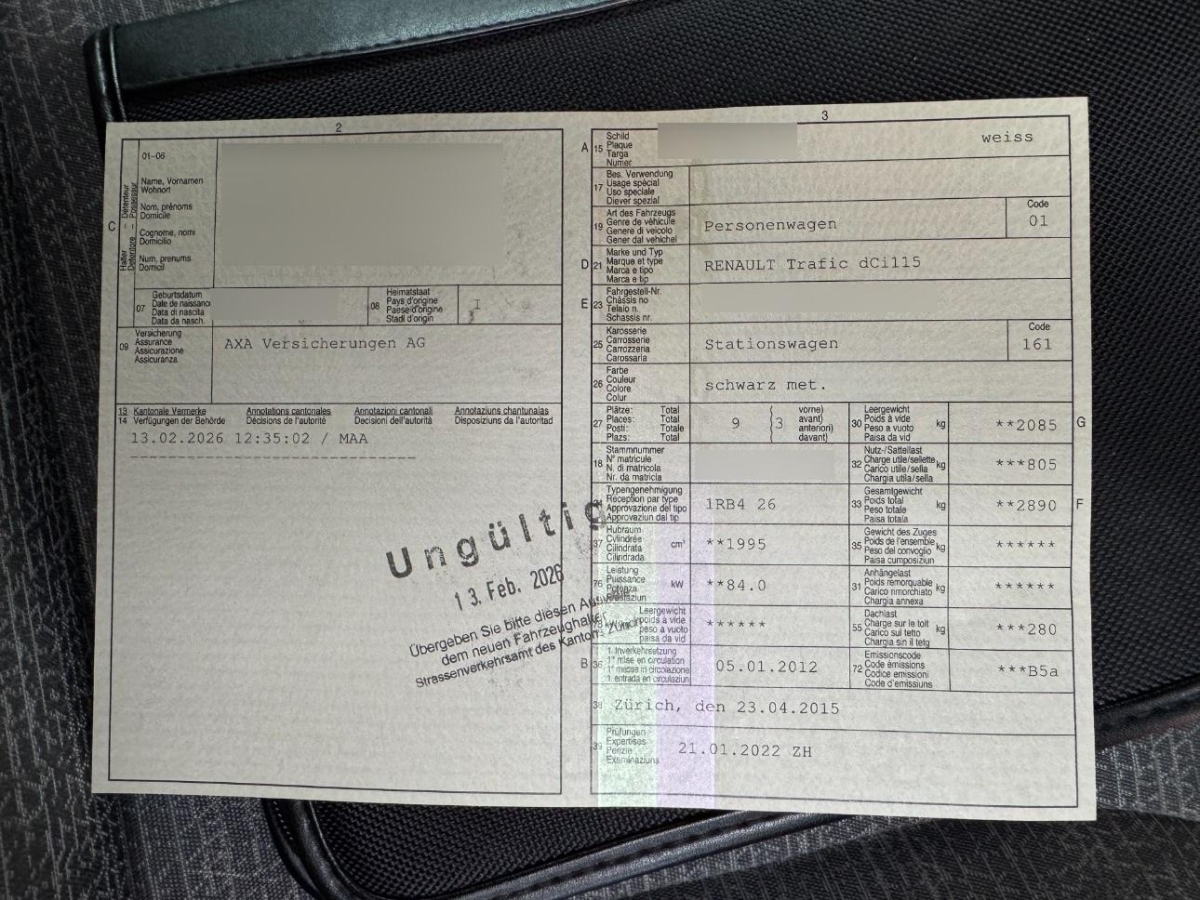 2
01-06
C
Halter – Détenteur
Detentore – Possessur
Name, Vornamen
Wohnort
Nom, prénoms
Domicile
Cognome, nomi
Domicilio
Num, prenums
Domicil
07
Geburtsdatum
Date de naissance
Data di nascita
Data da nasch.
08
Heimatstaat
Pays d'origine
Paese d'origine
Stadi d'origin
I
09
Versicherung
Assurance
Assicurazione
Assicuranza
AXA Versicherungen AG
13 Kantonale Vermerke Annotations cantonales Annotazioni cantonali Annotaziuns chantunalas
14 Verfügungen der Behörde Décisions de l'autorité Decisioni dell'autorità Disposiziuns da l'autoritad
13.02.2026 12:35:02 / MAA
Ungültig
13. Feb. 2026
Übergeben Sie bitte diesen Ausweis
dem neuen Fahrzeughalter
Strassenverkehrsamt des Kantons Zürich
3
A 15
Schild
Plaque
Targa
Numer
weiss
17
Bes. Verwendung
Usage spécial
Uso speciale
Diever spezial
19
Art des Fahrzeugs
Genre de véhicule
Genere di veicolo
Gener dal vehichel
Personenwagen
Code
01
D 21
Marke und Typ
Marque et type
Marca e tipo
Marca e tip
RENAULT Trafic dCi115
E 23
Fahrgestell-Nr.
Châssis no
Telaio n.
Schassis nr.
25
Karosserie
Carrosserie
Carrozzeria
Carossaria
Stationswagen
Code
161
26
Farbe
Couleur
Colore
Colur
schwarz met.
27
Plätze: Total
Places: Total
Posti: Totale
Plazs: Total
9
3
vorne)
avant)
anteriori)
davant)
30
Leergewicht
Poids à vide
Peso a vuoto
Paisa da vid
kg
**2085
G
18
Stammnummer
N° matricule
N. di matricola
Nr. da matricla
32
Nutz-/Sattellast
Charge utile/sellette
Carico utile/sella
Chargia utila/sella
kg
***805
Typengenehmigung
Réception par type
Approvazione del tipo
Approvaziun dal tip
1RB4 26
33
Gesamtgewicht
Poids total
Peso totale
Paisa totala
kg
**2890
F
37
Hubraum
Cylindrée
Cilindrata
Cilindrada
cm³
**1995
35
Gewicht des Zuges
Poids de l'ensemble
Peso del convoglio
Paisa cumposiziun
kg
******
76
Leistung
Puissance
Potenza
Prestaziun
kW
**84.0
31
Anhängelast
Poids remorquable
Carico rimorchiato
Chargia annexa
kg
******
78
Leergewicht
poids à vide
peso a vuoto
paisa da vid
******
55
Dachlast
Charge sur le toit
Carico sul tetto
Chargia sin il tetg
kg
***280
B 36
1. Inverkehrsetzung
1re mise en circulation
1a messa in circolazione
1. entrada en circulaziun
05.01.2012
72
Emissionscode
Code émissions
Codice emissioni
Code d'emissiuns
***B5a
38
Zürich, den 23.04.2015
39
Prüfungen
Expertises
Perizie
Examinaziuns
21.01.2022 ZH